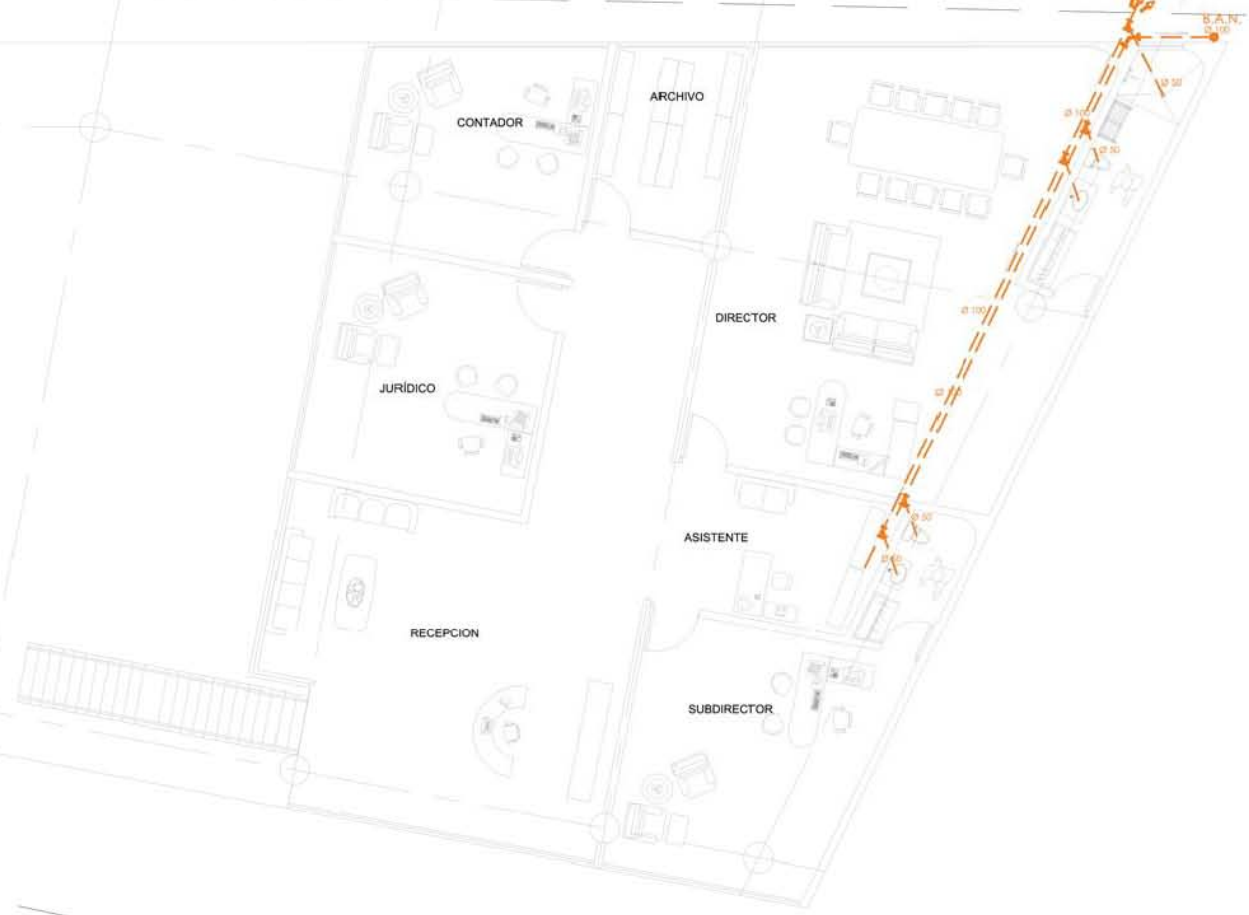 B.A.N.
Ø 100
Ø 50
ARCHIVO
CONTADOR
Ø 100
Ø 50
DIRECTOR
Ø 100
JURÍDICO
Ø 50
ASISTENTE
RECEPCION
SUBDIRECTOR